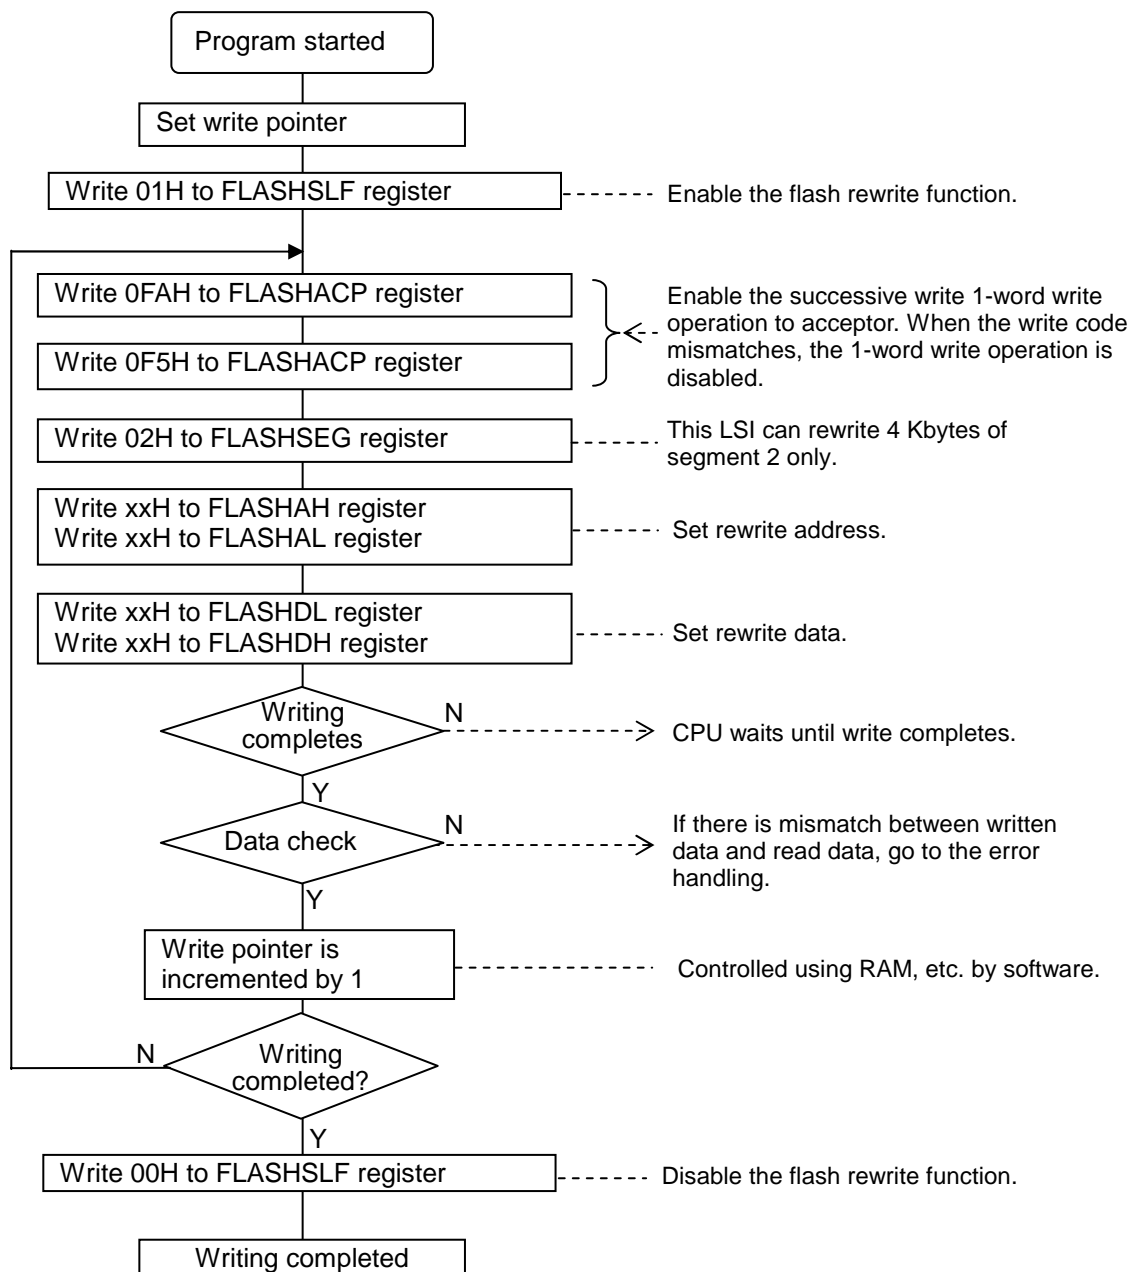 Program started
Set write pointer
Write 01H to FLASHSLF register
Enable the flash rewrite function.
Write 0FAH to FLASHACP register
Write 0F5H to FLASHACP register
Enable the successive write 1-word write
operation to acceptor. When the write code
mismatches, the 1-word write operation is
disabled.
Write 02H to FLASHSEG register
This LSI can rewrite 4 Kbytes of
segment 2 only.
Write xxH to FLASHAH register
Write xxH to FLASHAL register
Set rewrite address.
Write xxH to FLASHDL register
Write xxH to FLASHDH register
Set rewrite data.
Writing
completes
N
CPU waits until write completes.
Y
Data check
N
If there is mismatch between written
data and read data, go to the error
handling.
Y
Write pointer is
incremented by 1
Controlled using RAM, etc. by software.
N
Writing
completed?
Y
Write 00H to FLASHSLF register
Disable the flash rewrite function.
Writing completed